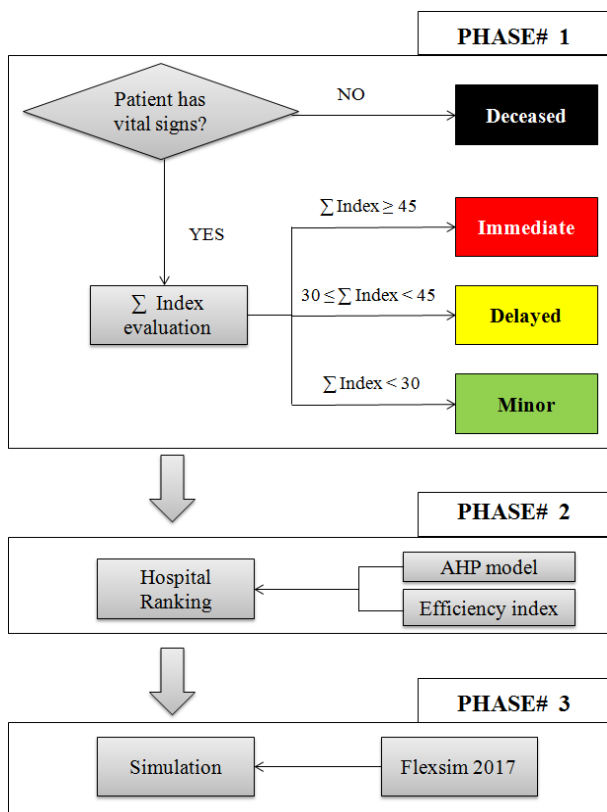 PHASE# 1
Patient has
vital signs?
NO
Deceased
YES
∑ Index ≥ 45
Immediate
∑ Index
evaluation
30 ≤ ∑ Index < 45
Delayed
∑ Index < 30
Minor
PHASE# 2
Hospital
Ranking
AHP model
Efficiency index
PHASE# 3
Simulation
Flexsim 2017